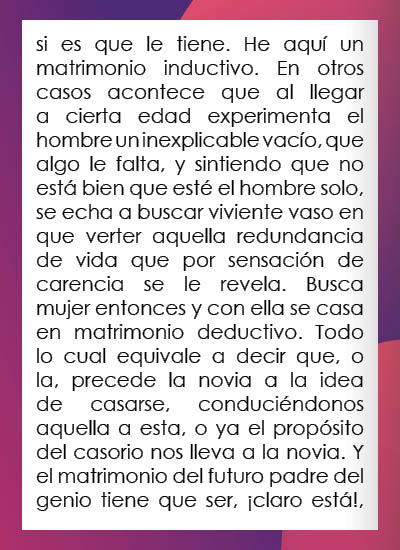 si es que le tiene. He aquí un
matrimonio inductivo. En otros
casos acontece que al llegar
a cierta edad experimenta el
hombre un inexplicable vacío, que
algo le falta, y sintiendo que no
está bien que esté el hombre solo,
se echa a buscar viviente vaso en
que verter aquella redundancia
de vida que por sensación de
carencia se le revela. Busca
mujer entonces y con ella se casa
en matrimonio deductivo. Todo
lo cual equivale a decir que, o
la, precede la novia a la idea
de casarse, conduciéndonos
aquella a esta, o ya el propósito
del casorio nos lleva a la novia. Y
el matrimonio del futuro padre del
genio tiene que ser, ¡claro está!,